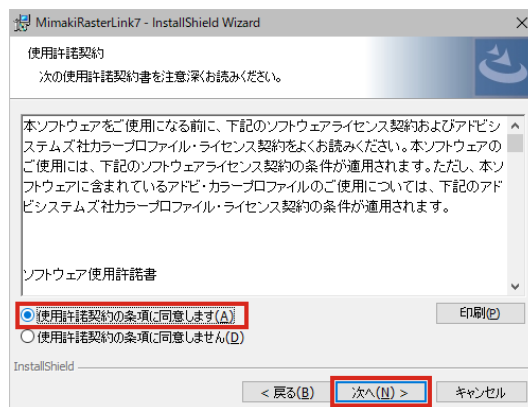 MimakiRasterLink7 - InstallShield Wizard
使用許諾契約
次の使用許諾契約書を注意深くお読みください。
本ソフトウェアをご使用になる前に、下記のソフトウェアライセンス契約およびアドビシ
ステムズ社カラープロファイル・ライセンス契約をよくお読みください。本ソフトウェアの
ご使用には、下記のソフトウェアライセンス契約の条件が適用されます。ただし、本ソ
フトウェアに含まれているアドビ・カラープロファイルのご使用については、下記のアド
ビシステムズ社カラープロファイル・ライセンス契約の条件が適用されます。
ソフトウェア使用許諾書
使用許諾契約の条項に同意します(A)
印刷(P)
使用許諾契約の条項に同意しません(D)
InstallShield
< 戻る(B)
次へ(N) >
キャンセル